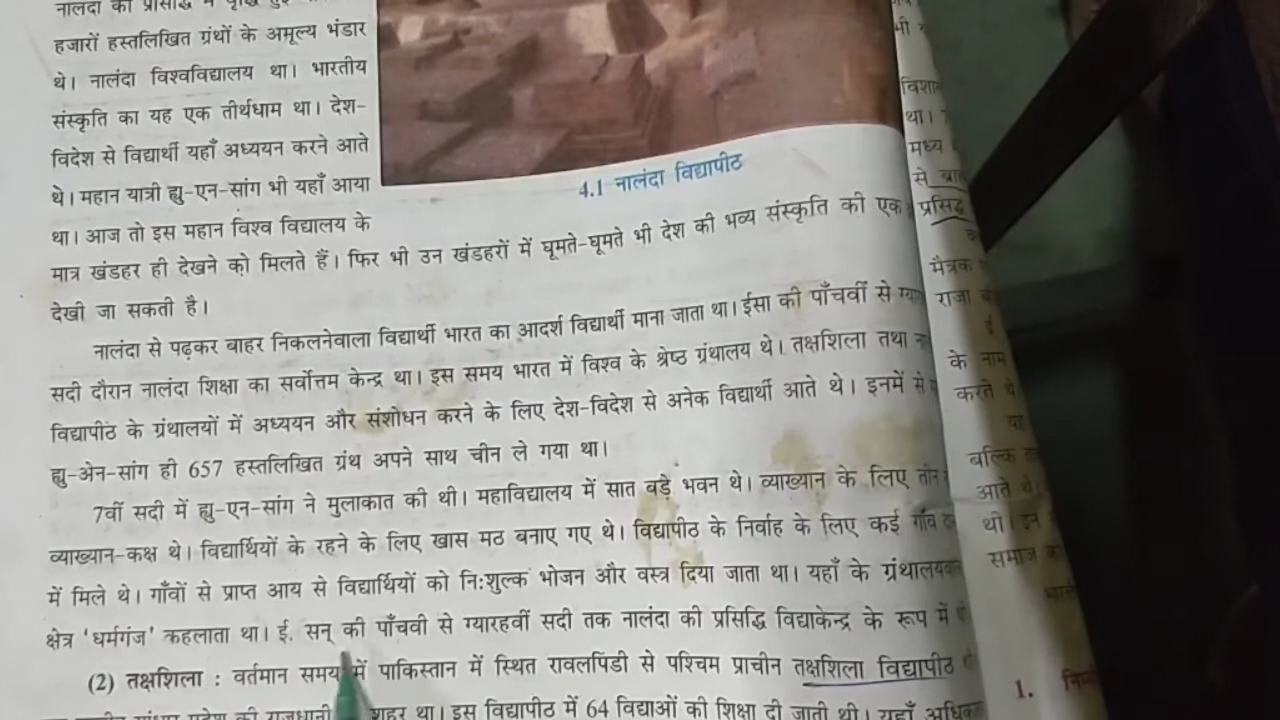 नालंदा की प्रसिद्धि में वृद्धि हुई
हजारों हस्तलिखित ग्रंथों के अमूल्य भंडार
थे। नालंदा विश्वविद्यालय था। भारतीय
संस्कृति का यह एक तीर्थधाम था। देश-
विदेश से विद्यार्थी यहाँ अध्ययन करने आते
थे। महान यात्री ह्यु-एन-सांग भी यहाँ आया
था। आज तो इस महान विश्व विद्यालय के
4.1 नालंदा विद्यापीठ
मात्र खंडहर ही देखने को मिलते हैं। फिर भी उन खंडहरों में घूमते-घूमते भी देश की भव्य संस्कृति की एक
देखी जा सकती है।
नालंदा से पढ़कर बाहर निकलनेवाला विद्यार्थी भारत का आदर्श विद्यार्थी माना जाता था। ईसा की पाँचवीं से
सदी दौरान नालंदा शिक्षा का सर्वोत्तम केन्द्र था। इस समय भारत में विश्व के श्रेष्ठ ग्रंथालय थे। तक्षशिला तथा
विद्यापीठ के ग्रंथालयों में अध्ययन और संशोधन करने के लिए देश-विदेश से अनेक विद्यार्थी आते थे। इनमें से
ह्यु-अेन-सांग ही 657 हस्तलिखित ग्रंथ अपने साथ चीन ले गया था।
7वीं सदी में ह्यु-एन-सांग ने मुलाकात की थी। महाविद्यालय में सात बड़े भवन थे। व्याख्यान के लिए तीन
व्याख्यान-कक्ष थे। विद्यार्थियों के रहने के लिए खास मठ बनाए गए थे। विद्यापीठ के निर्वाह के लिए कई गाँव
में मिले थे। गाँवों से प्राप्त आय से विद्यार्थियों को नि:शुल्क भोजन और वस्त्र दिया जाता था। यहाँ के
क्षेत्र 'धर्मगंज' कहलाता था। ई. सन् की पाँचवी से ग्यारहवीं सदी तक नालंदा की प्रसिद्धि विद्याकेन्द्र के रूप में
(2) तक्षशिला : वर्तमान समय में पाकिस्तान में स्थित रावलपिंडी से पश्चिम प्राचीन तक्षशिला विद्यापीठ
की राजधानी शहर था। इस विद्यापीठ में 64 विद्याओं की शिक्षा दी जाती थी। यहाँ
था।
मध्य
प्रसिद्ध
मैत्रक
राजा
के नाम
करते थे
बल्कि
आते थे।
थी। इन
समाज
1.